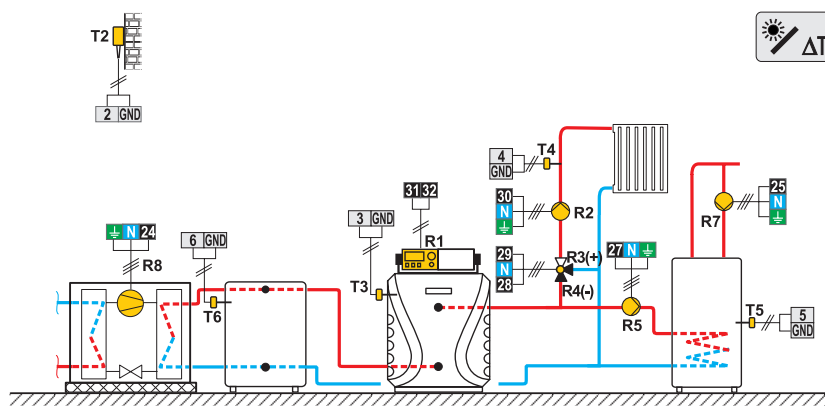 T2
2 GND
ΔT
4
GND
T4
30
N
R2
25
N
R7
N 24
R8
6 GND
T6
3 GND
T3
31 32
R1
29
N
28
R3(+)
R4(-)
27 N
R5
T5
5
GND